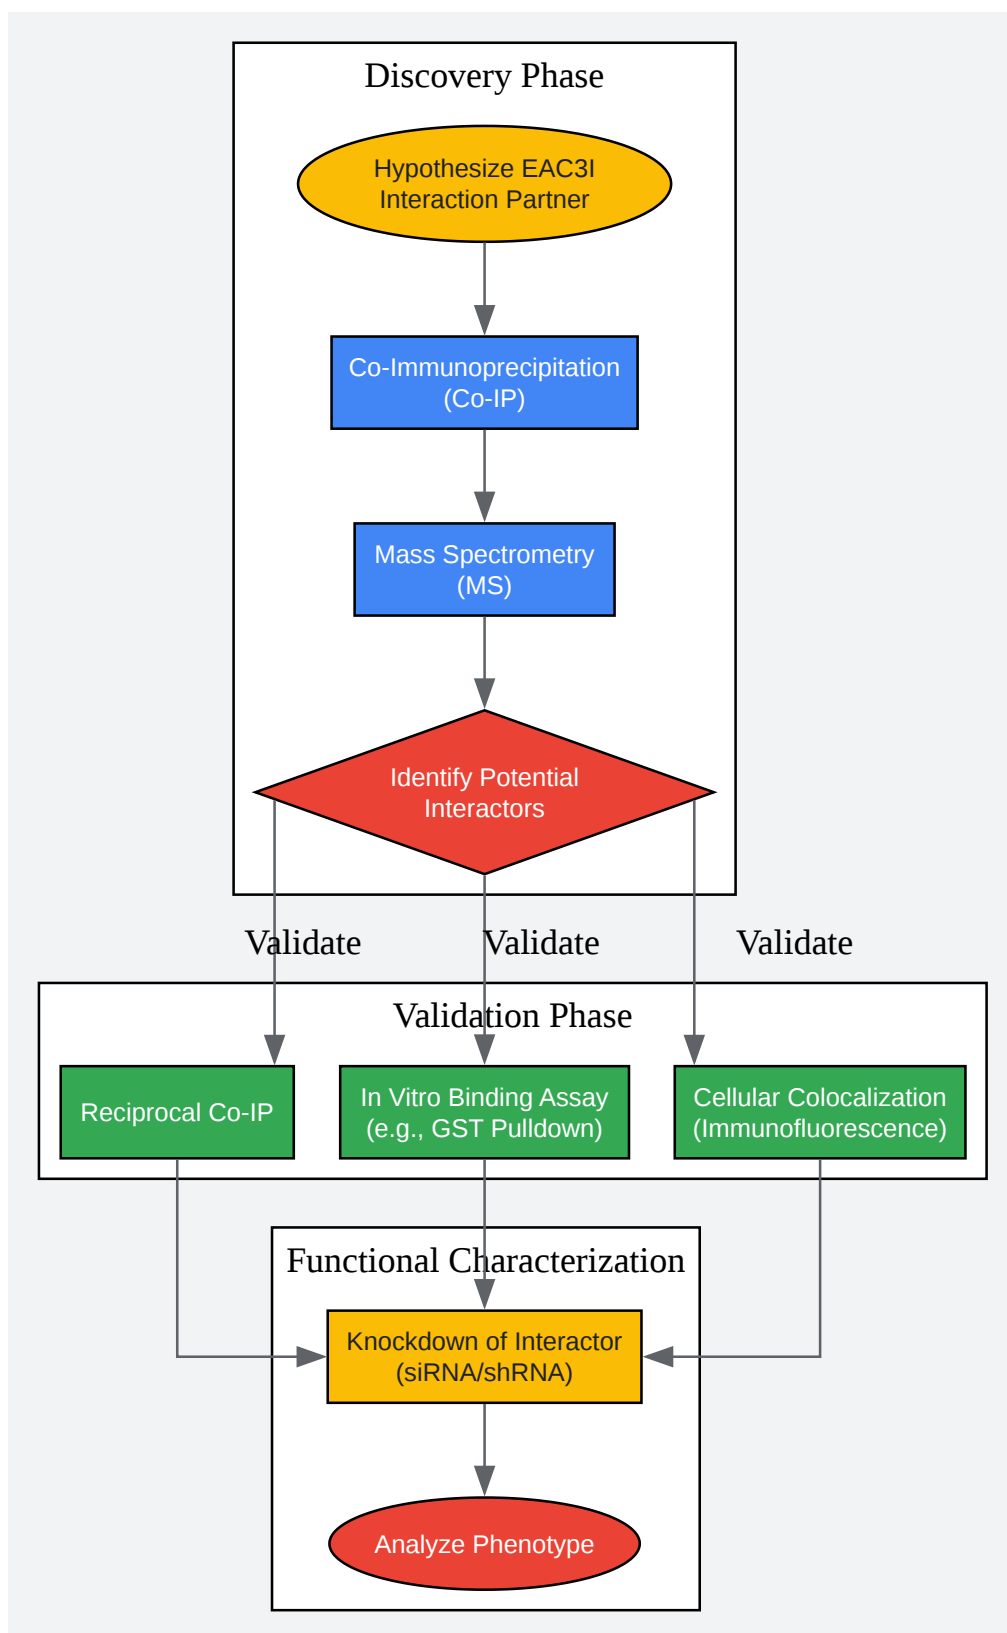 Discovery Phase
Hypothesize EAC3I
Interaction Partner
Co-Immunoprecipitation
(Co-IP)
Mass Spectrometry
(MS)
Identify Potential
Interactors
Validate
Validate
Validate
Validation Phase
Reciprocal Co-IP
In Vitro Binding Assay
(e.g., GST Pulldown)
Cellular Colocalization
(Immunofluorescence)
Functional Characterization
Knockdown of Interactor
(siRNA/shRNA)
Analyze Phenotype